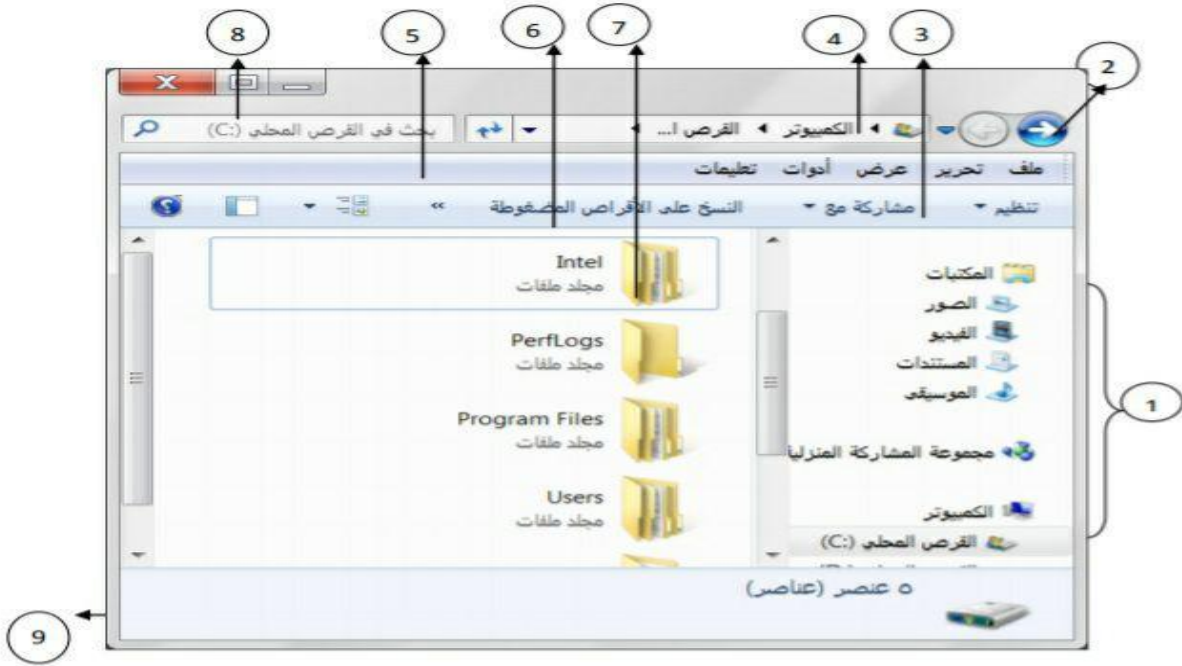 8 5 6 7 4 3 2
الكمبيوتر القرص ا... بحث في القرص المحلي (C:)
ملف تحرير عرض أدوات تعليمات
تنظيم مشاركة مع النسخ على الأقراص المضغوطة »
المكتبات
الصور
الفيديو
المستندات
الموسيقى
مجموعة المشاركة المنزلية
الكمبيوتر
القرص المحلي (C:)
Intel
مجلد ملفات
PerfLogs
مجلد ملفات
Program Files
مجلد ملفات
Users
مجلد ملفات
1
٥ عنصر (عناصر)
9